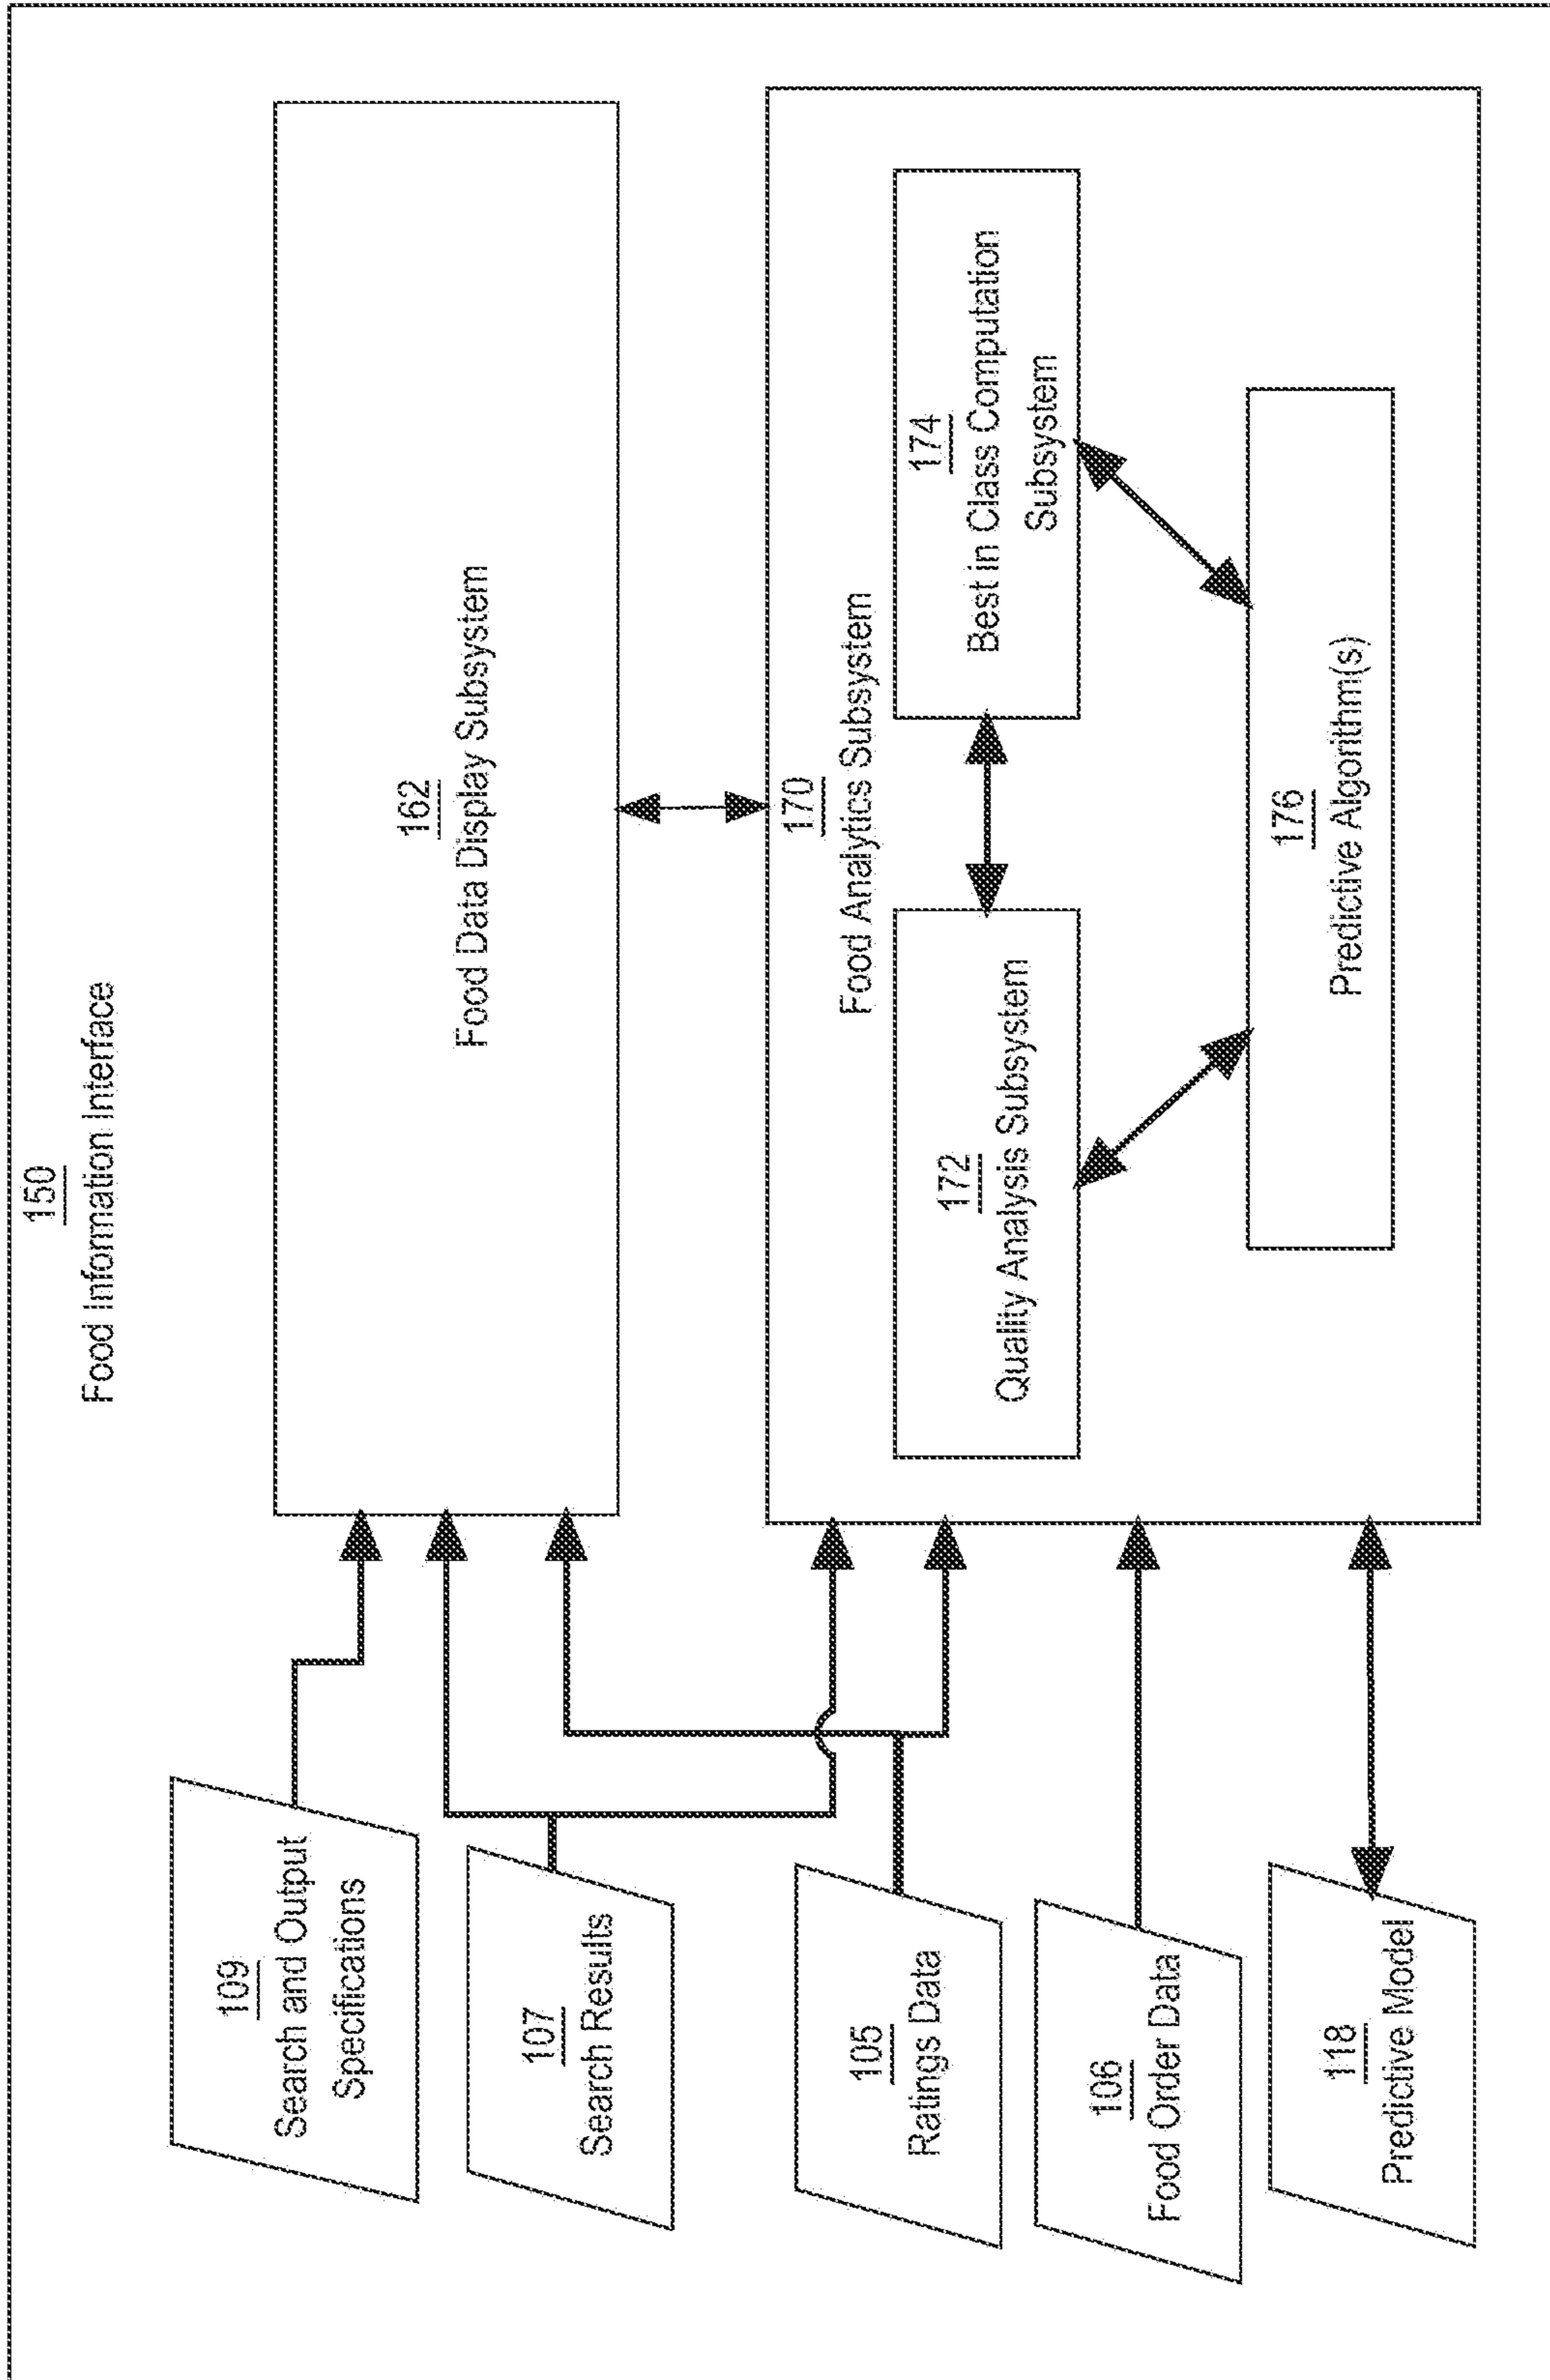 150
Food Information Interface
109
Search and Output
Specifications
107
Search Results
105
Ratings Data
106
Food Order Data
118
Predictive Model
162
Food Data Display Subsystem
170
Food Analytics Subsystem
172
Quality Analysis Subsystem
174
Best in Class Computation
Subsystem
176
Predictive Algorithm(s)